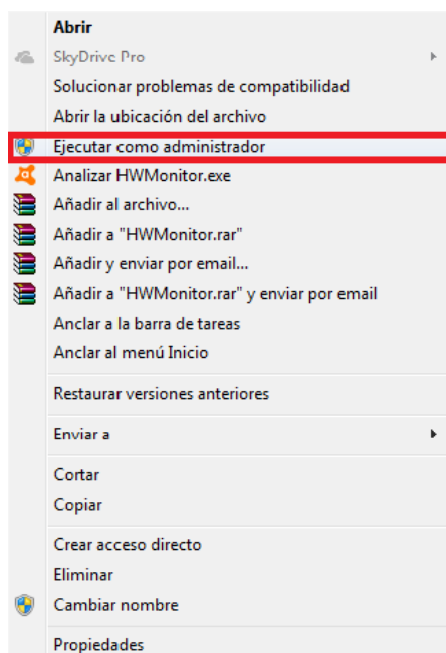 Abrir
SkyDrive Pro
Solucionar problemas de compatibilidad
Abrir la ubicación del archivo
Ejecutar como administrador
Analizar HWMonitor.exe
Añadir al archivo...
Añadir a "HWMonitor.rar"
Añadir y enviar por email...
Añadir a "HWMonitor.rar" y enviar por email
Anclar a la barra de tareas
Anclar al menú Inicio
Restaurar versiones anteriores
Enviar a
Cortar
Copiar
Crear acceso directo
Eliminar
Cambiar nombre
Propiedades